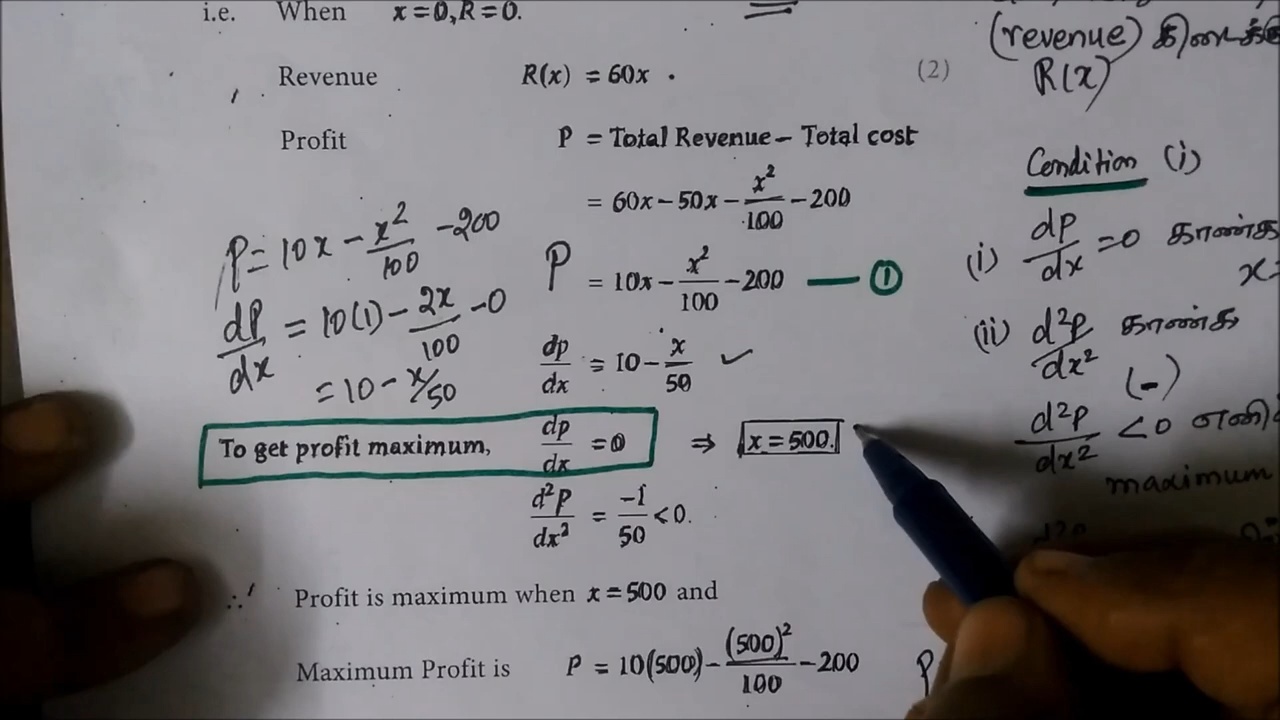 i.e. When x = 0, R = 0.
Revenue R(x) = 60x . (2)
Profit P = Total Revenue – Total cost
= 60x – 50x – x²/100 – 200
P = 10x – x²/100 – 200 — ①
dp/dx = 10 – x/50 ✓
To get profit maximum, dp/dx = 0 ⇒ x = 500.
d²P/dx² = –1/50 < 0.
∴ Profit is maximum when x = 500 and
Maximum Profit is P = 10(500) – (500)²/100 – 200 P
P = 10x – x²/100 – 200
dP/dx = 10(1) – 2x/100 – 0
= 10 – x/50
(revenue)
R(x)
Condition (i)
(i) dP/dx = 0 காண்க
x =
(ii) d²P/dx² காண்க
(-)
d²P/dx² < 0
maximum